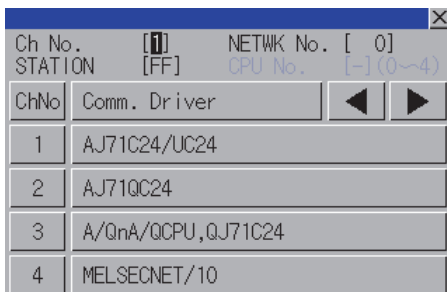 Ch No. [1] NETWK No. [ 0]
STATION [FF] CPU No. [-](0~4)
ChNo Comm. Driver ◀ ▶
1 AJ71C24/UC24
2 AJ71QC24
3 A/QnA/QCPU,QJ71C24
4 MELSECNET/10